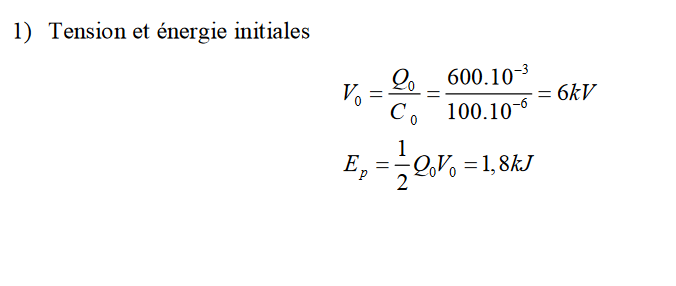 1) Tension et énergie initiales
V₀ = Q₀/C₀ = 600.10⁻³/100.10⁻⁶ = 6kV
Eₚ = 1/2 Q₀V₀ = 1,8kJ